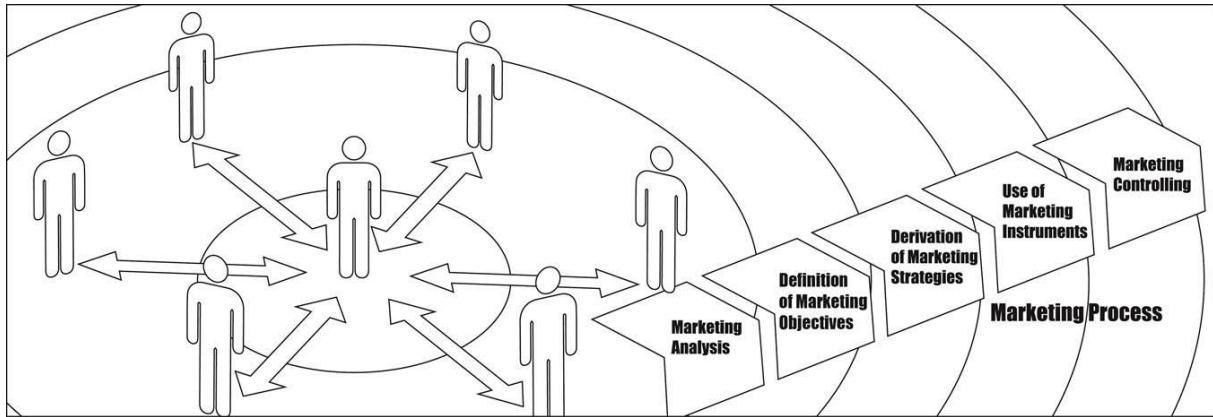 Marketing
Analysis
Definition
of Marketing
Objectives
Derivation
of Marketing
Strategies
Use of
Marketing
Instruments
Marketing
Controlling
Marketing Process